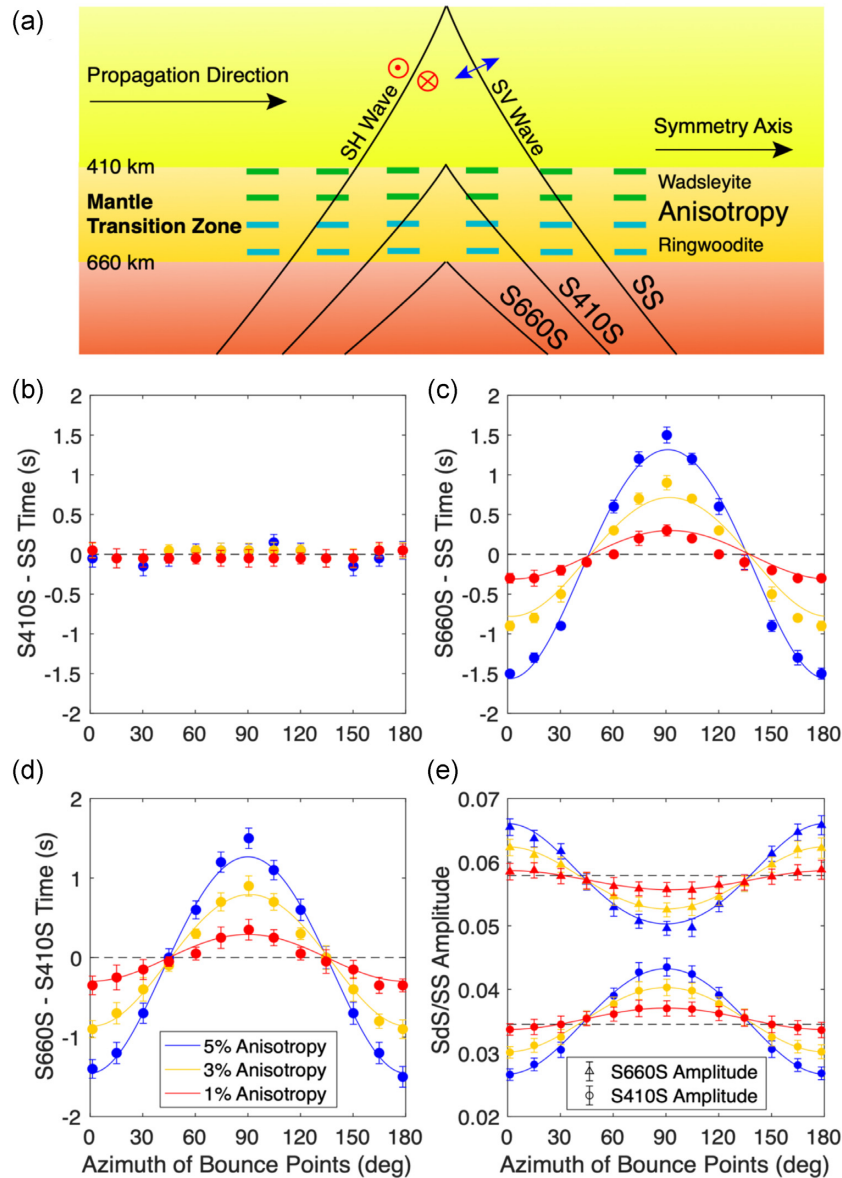 (a)
Propagation Direction
SH Wave
SV Wave
Symmetry Axis
410 km
Mantle
Transition Zone
660 km
Wadsleyite
Anisotropy
Ringwoodite
S660S
S410S
SS
(b)
S410S - SS Time (s)
2
1.5
1
0.5
0
-0.5
-1
-1.5
-2
0 30 60 90 120 150 180
(c)
S660S - SS Time (s)
2
1.5
1
0.5
0
-0.5
-1
-1.5
-2
0 30 60 90 120 150 180
(d)
S660S - S410S Time (s)
2
1
0
-1
-2
5% Anisotropy
3% Anisotropy
1% Anisotropy
0 30 60 90 120 150 180
Azimuth of Bounce Points (deg)
(e)
SdS/SS Amplitude
0.07
0.06
0.05
0.04
0.03
0.02
S660S Amplitude
S410S Amplitude
0 30 60 90 120 150 180
Azimuth of Bounce Points (deg)